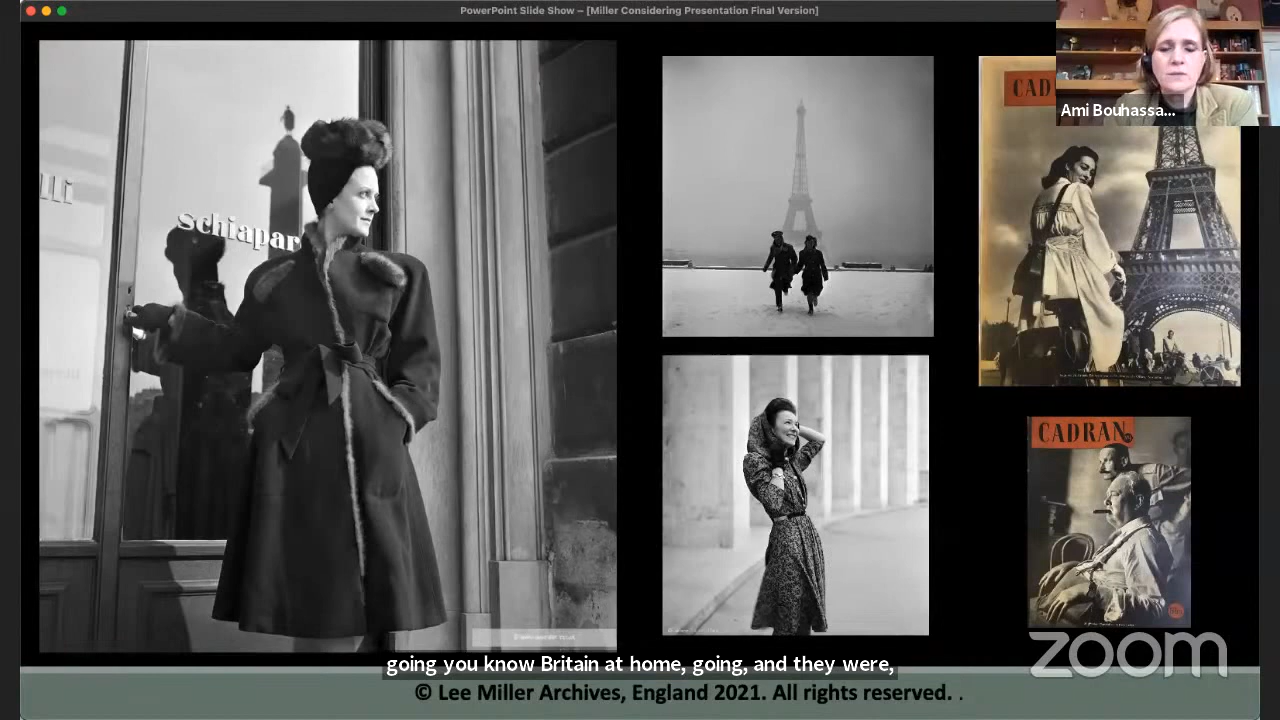 PowerPoint Slide Show – [Miller Considering Presentation Final Version]
Ami Bouhassa...
lli
Schiapar
CAD
CADRAN
going you know Britain at home, going, and they were,
zoom
© Lee Miller Archives, England 2021. All rights reserved. .